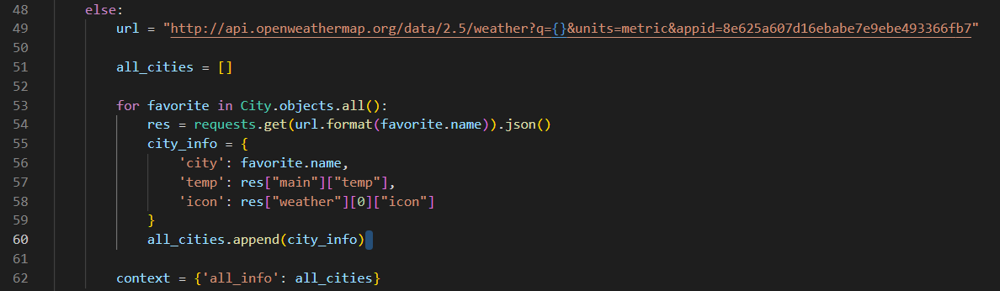 48 else:
49 url = "http://api.openweathermap.org/data/2.5/weather?q={}&units=metric&appid=8e625a607d16ebabe7e9ebe493366fb7"
50
51 all_cities = []
52
53 for favorite in City.objects.all():
54 res = requests.get(url.format(favorite.name)).json()
55 city_info = {
56 'city': favorite.name,
57 'temp': res["main"]["temp"],
58 'icon': res["weather"][0]["icon"]
59 }
60 all_cities.append(city_info)
61
62 context = {'all_info': all_cities}